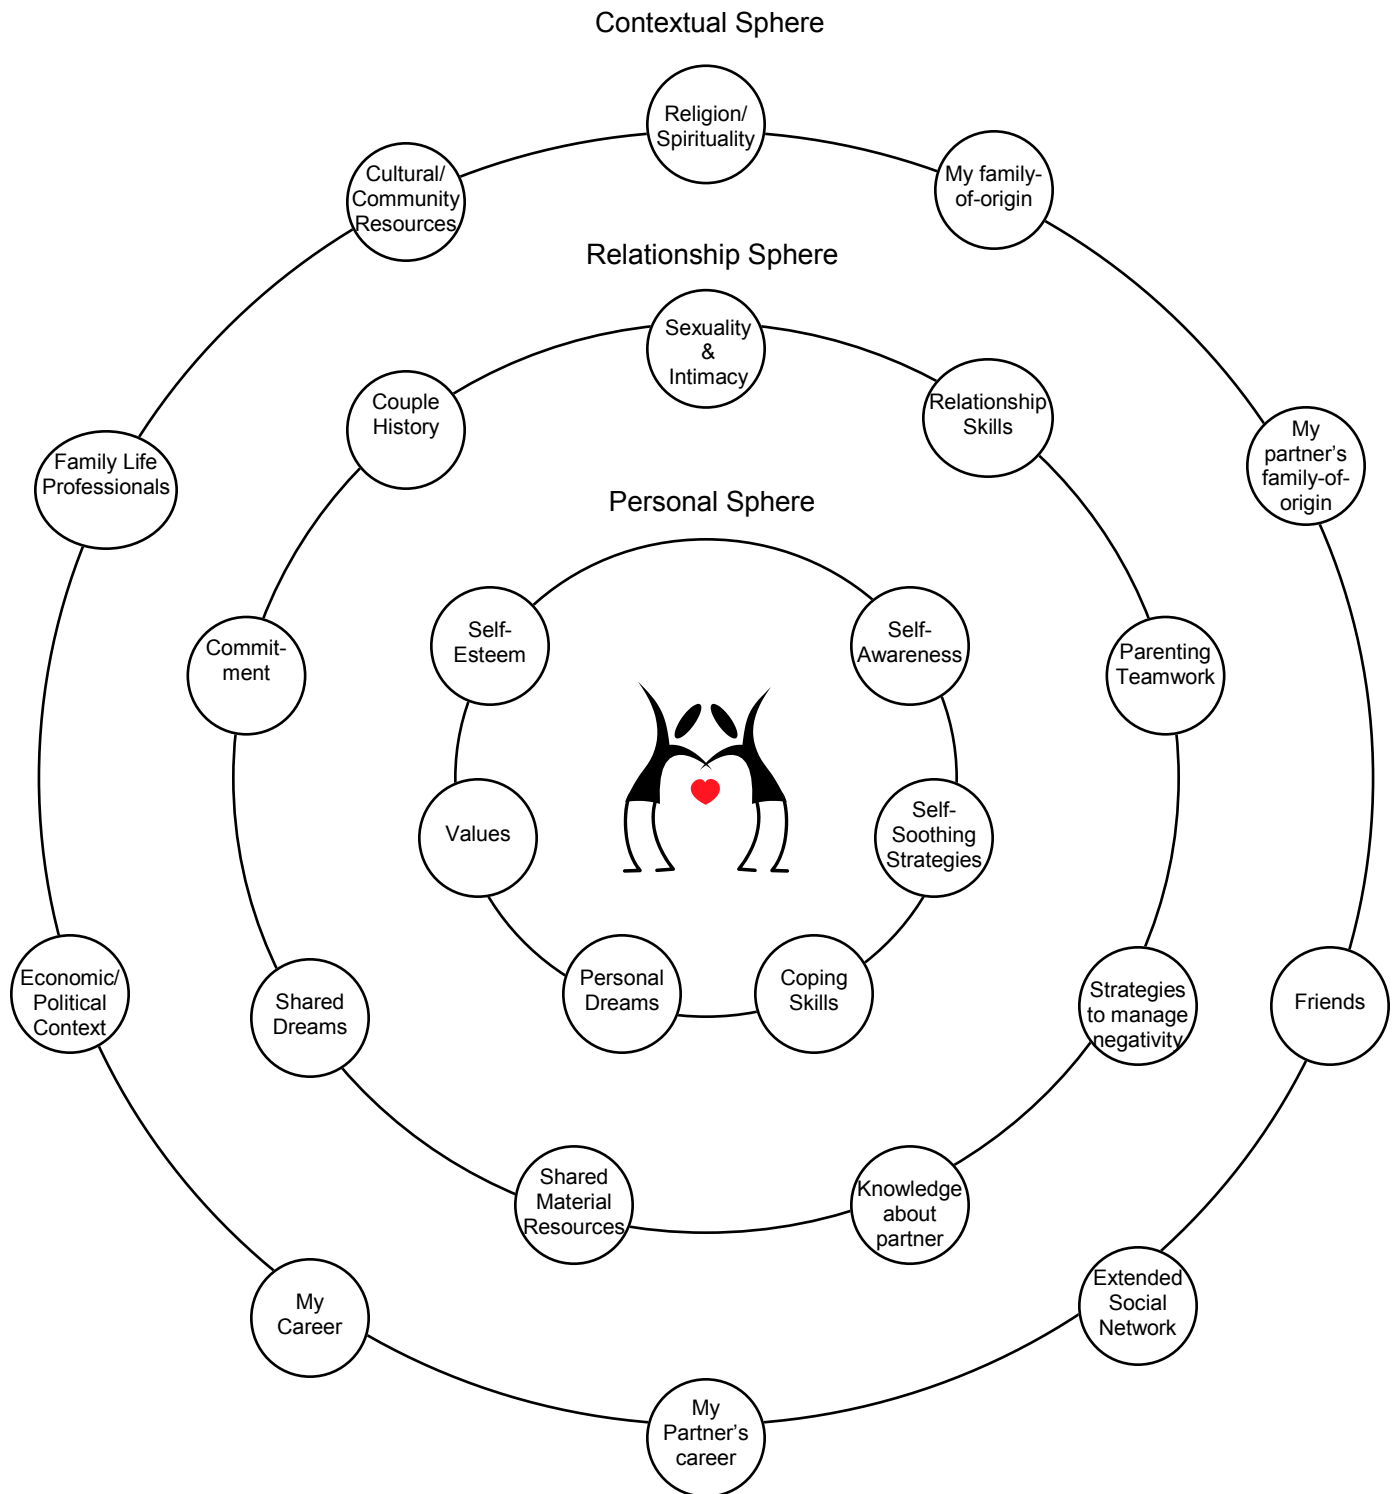 Contextual Sphere
Religion/
Spirituality
My family-
of-origin
My
partner’s
family-of-
origin
Friends
Extended
Social
Network
My
Partner’s
career
My
Career
Economic/
Political
Context
Family Life
Professionals
Cultural/
Community
Resources
Relationship Sphere
Sexuality
&
Intimacy
Relationship
Skills
Parenting
Teamwork
Strategies
to manage
negativity
Knowledge
about
partner
Shared
Material
Resources
Shared
Dreams
Commit-
ment
Couple
History
Personal Sphere
Self-
Awareness
Self-
Soothing
Strategies
Coping
Skills
Personal
Dreams
Values
Self-
Esteem